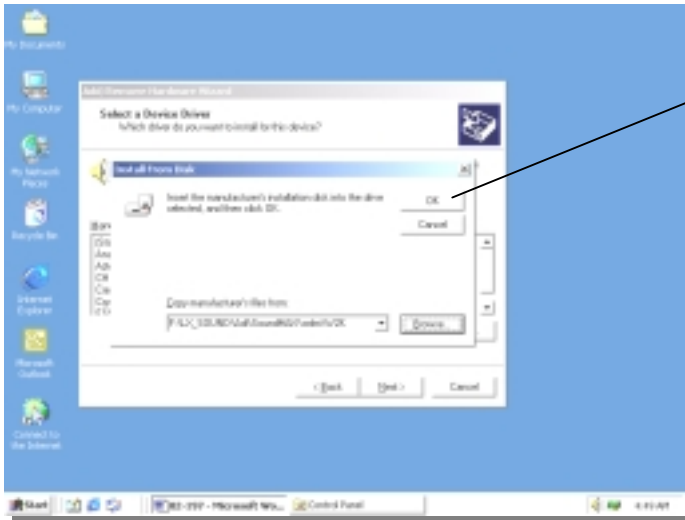 My Documents
My Computer
My Network
Places
Recycle Bin
Internet
Explorer
Microsoft
Outlook
Connect to
the Internet
Add/Remove Hardware Wizard
Select a Device Driver
Which driver do you want to install for this device?
Install From Disk
Insert the manufacturer's installation disk into the drive
selected, and then click OK.
OK
Cancel
Copy manufacturer's files from:
Browse...
< Back
Next >
Cancel
Start
Microsoft
Control Panel